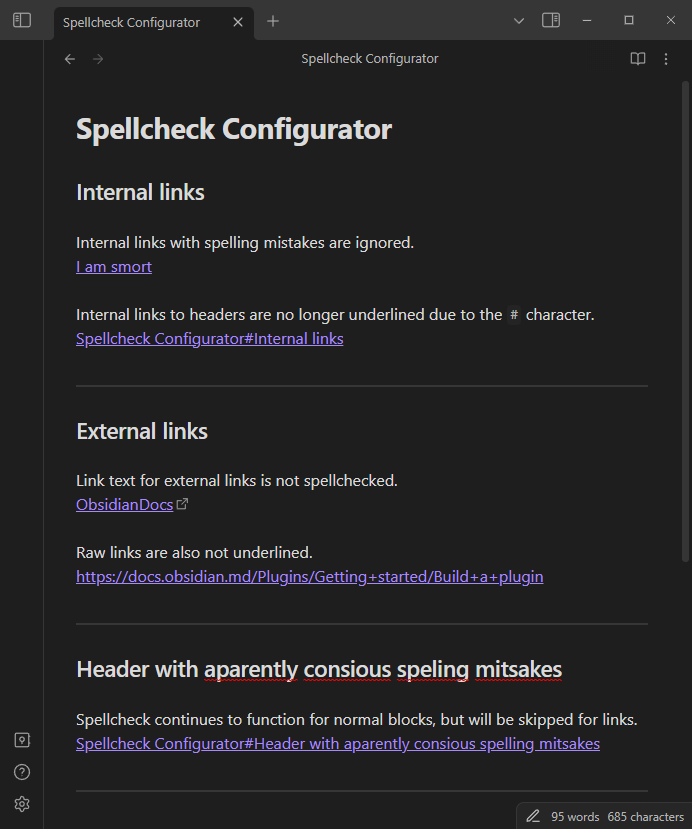 Spellcheck Configurator
Spellcheck Configurator
Spellcheck Configurator
Internal links
Internal links with spelling mistakes are ignored.
I am smort
Internal links to headers are no longer underlined due to the # character.
Spellcheck Configurator#Internal links
External links
Link text for external links is not spellchecked.
ObsidianDocs
Raw links are also not underlined.
https://docs.obsidian.md/Plugins/Getting+started/Build+a+plugin
Header with aparently consious speling mitsakes
Spellcheck continues to function for normal blocks, but will be skipped for links.
Spellcheck Configurator#Header with aparently consious spelling mitsakes
95 words 685 characters